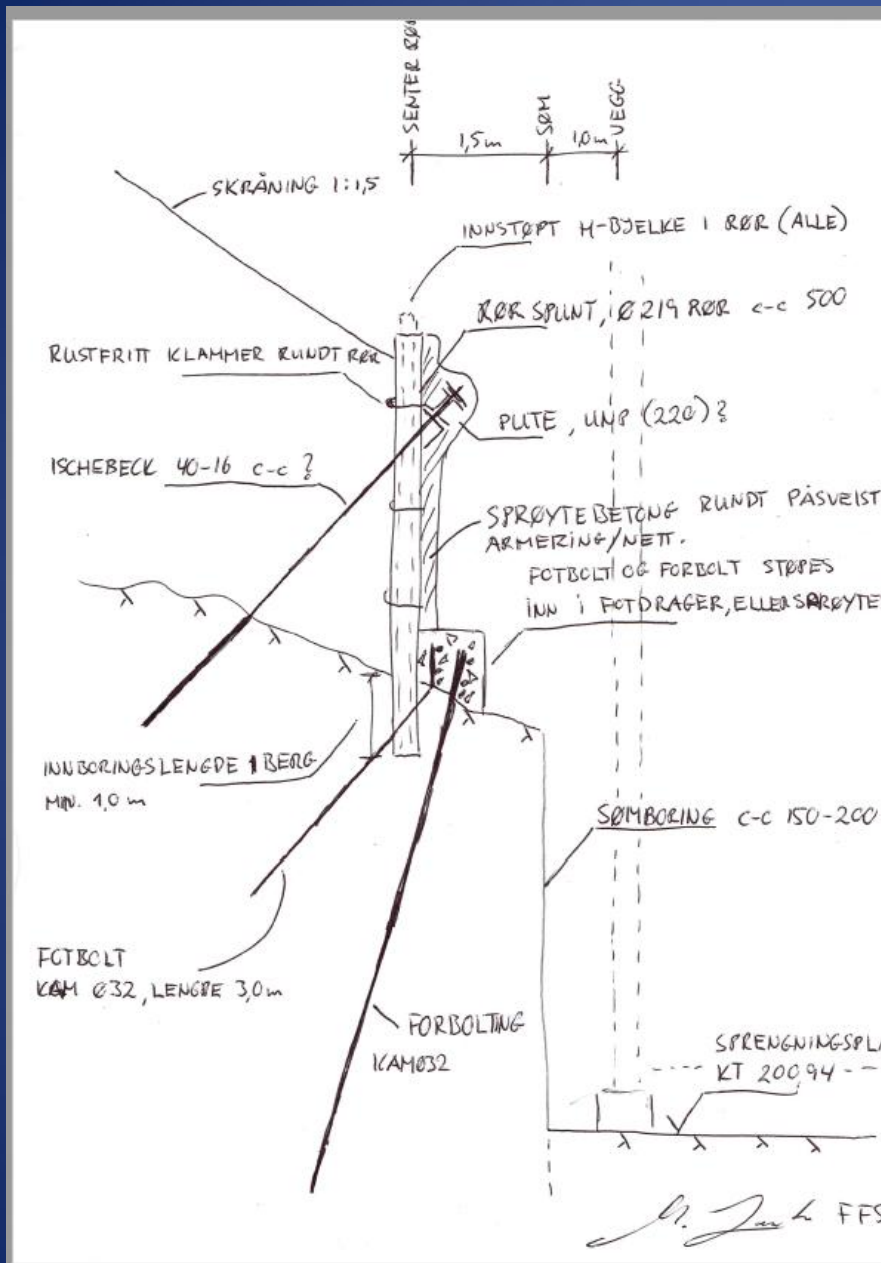 SENTER RØR
1,5m
SØM
1,0m
VEGG
SKRÅNING 1:1,5
INNSTØPT H-BJELKE I RØR (ALLE)
RØR SPUNT, Ø219 RØR c-c 500
RUSTFRITT KLAMMER RUNDT RØR
PUTE, UNP (220)?
ISCHEBECK 40-16 c-c ?
SPRØYTEBETONG RUNDT PÅSVEIST
ARMERING/NETT.
FOTBOLT OG FORBOLT STØPES
INN I FOTDRAGER, ELLER SPRØYTE
INNBORINGSLENGDE I BERG
MIN. 1,0 m
SØMBORING c-c 150-200
FOTBOLT
KAM Ø32, LENGDE 3,0m
FORBOLTING
KAMØ32
SPRENGNINGSPLA
KT 200,94
FFS